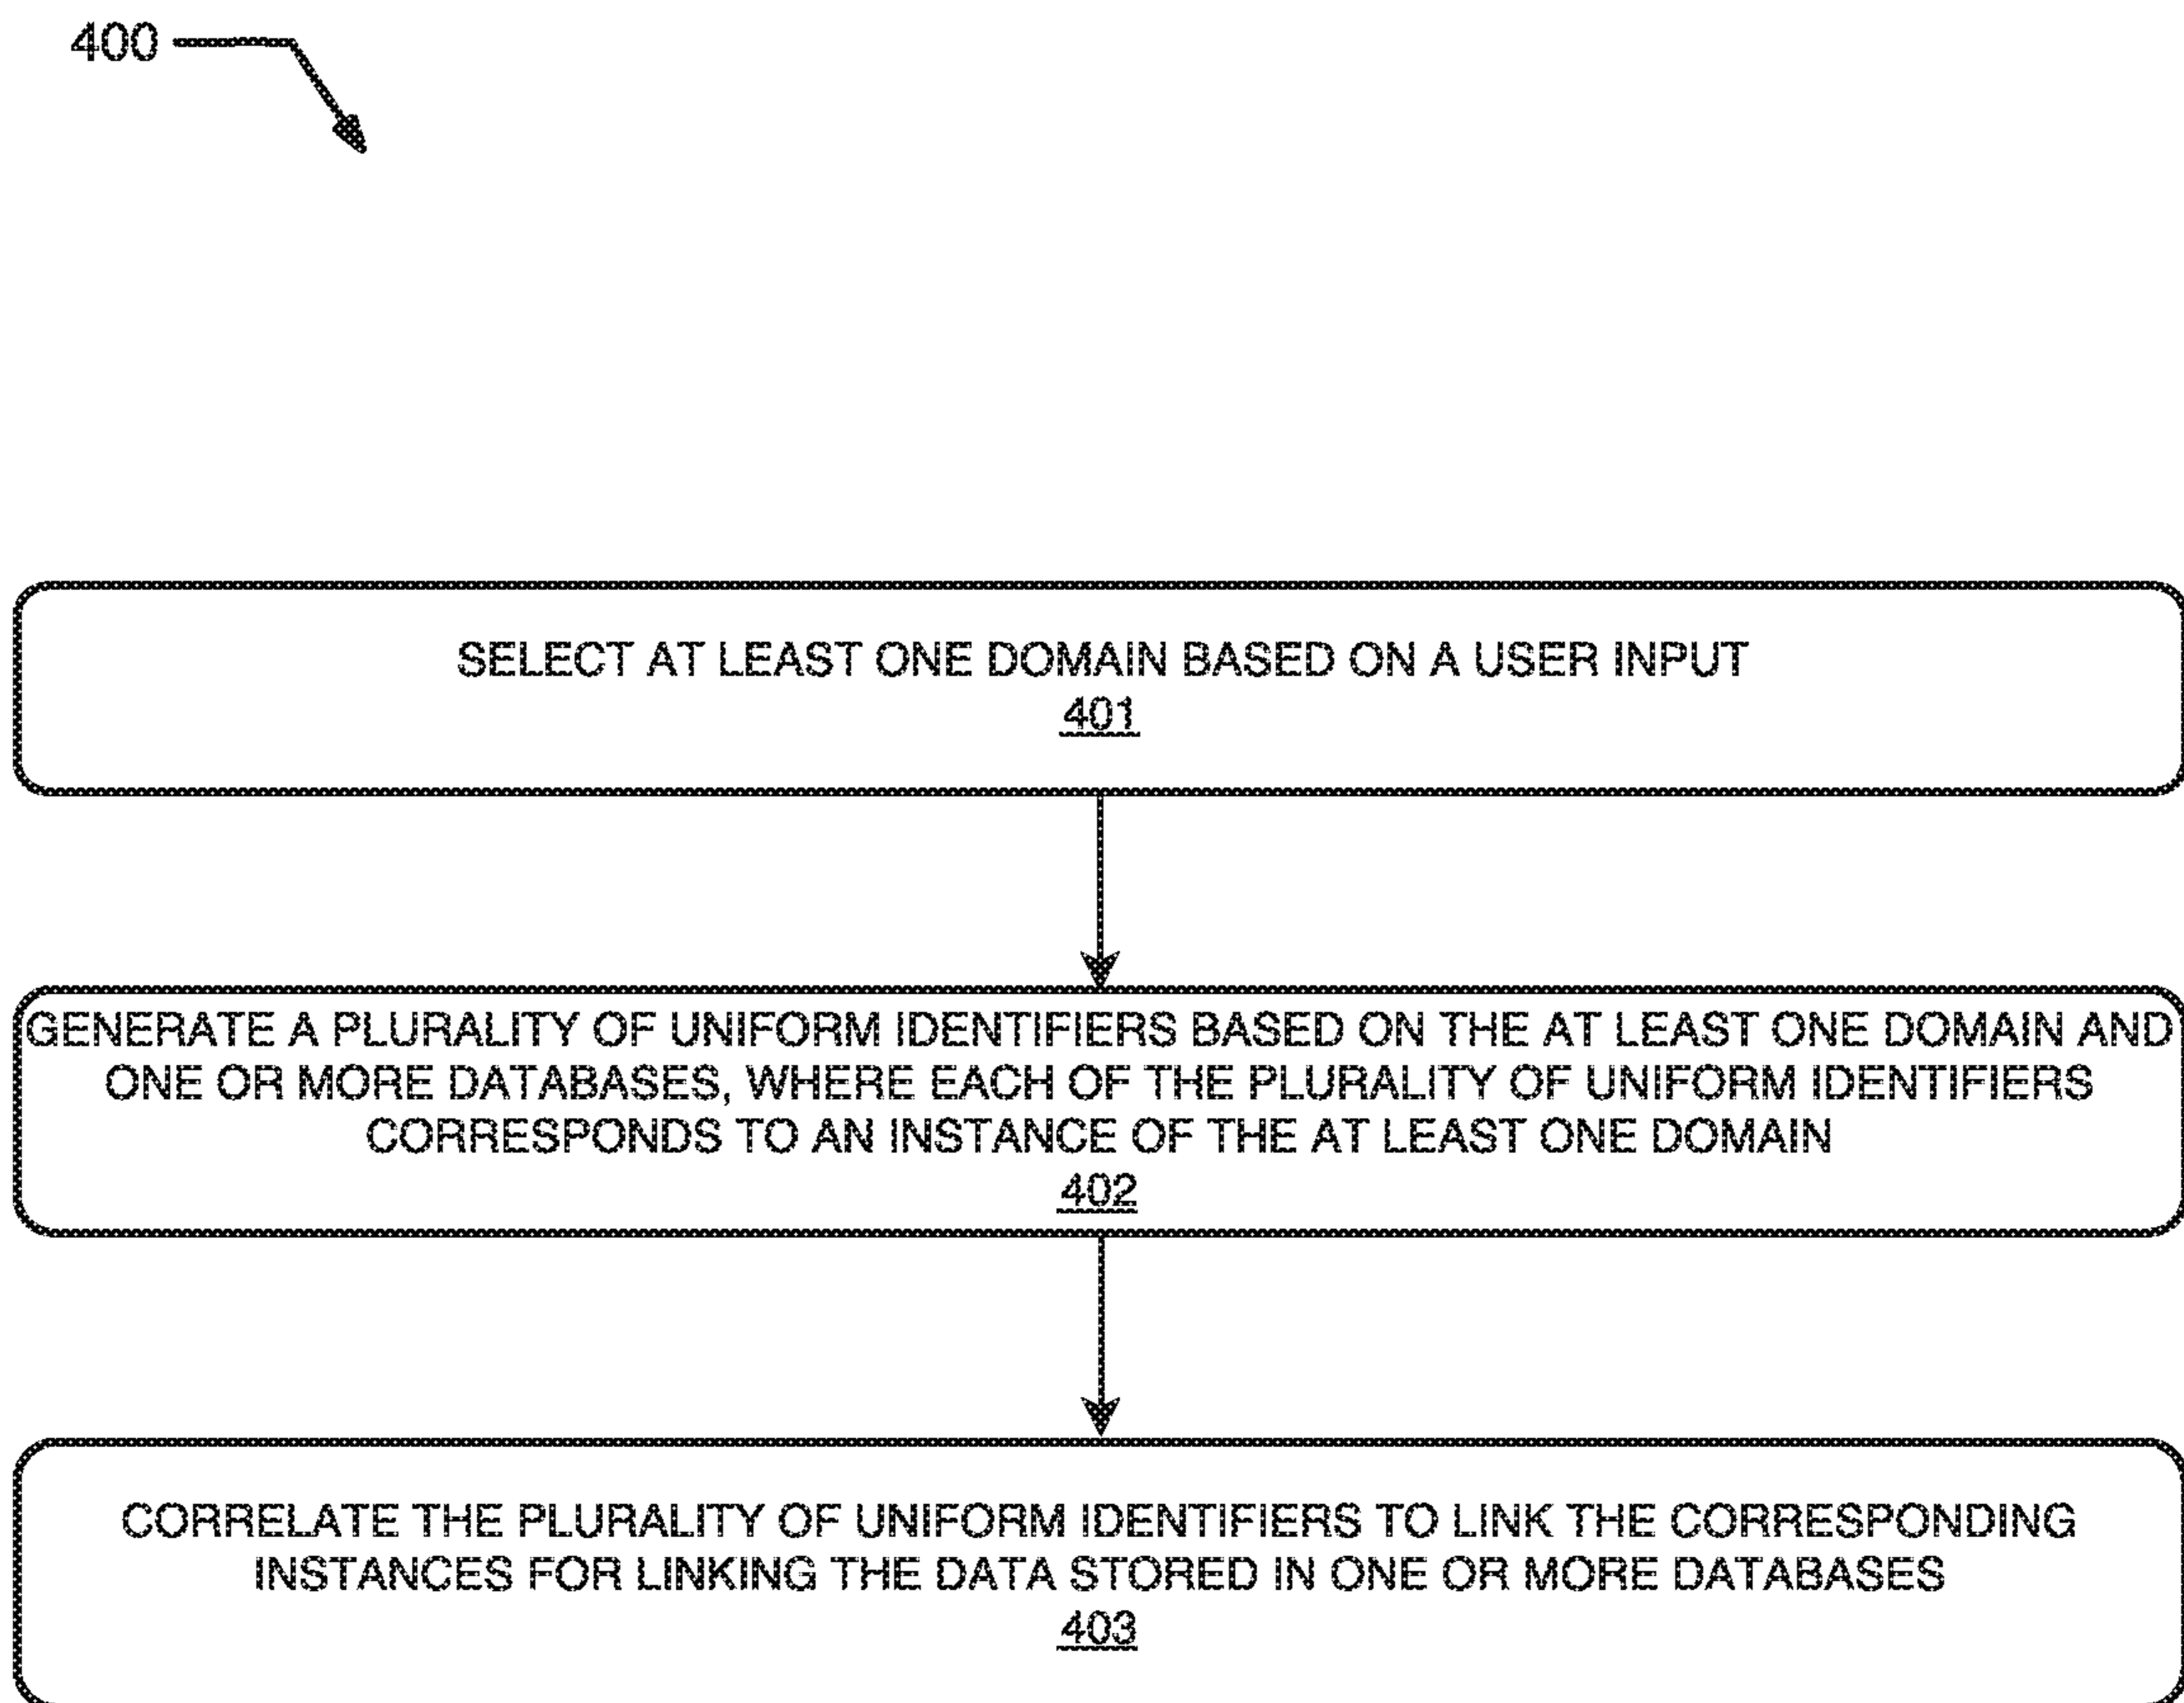 400
SELECT AT LEAST ONE DOMAIN BASED ON A USER INPUT
401
GENERATE A PLURALITY OF UNIFORM IDENTIFIERS BASED ON THE AT LEAST ONE DOMAIN AND
ONE OR MORE DATABASES, WHERE EACH OF THE PLURALITY OF UNIFORM IDENTIFIERS
CORRESPONDS TO AN INSTANCE OF THE AT LEAST ONE DOMAIN
402
CORRELATE THE PLURALITY OF UNIFORM IDENTIFIERS TO LINK THE CORRESPONDING
INSTANCES FOR LINKING THE DATA STORED IN ONE OR MORE DATABASES
403